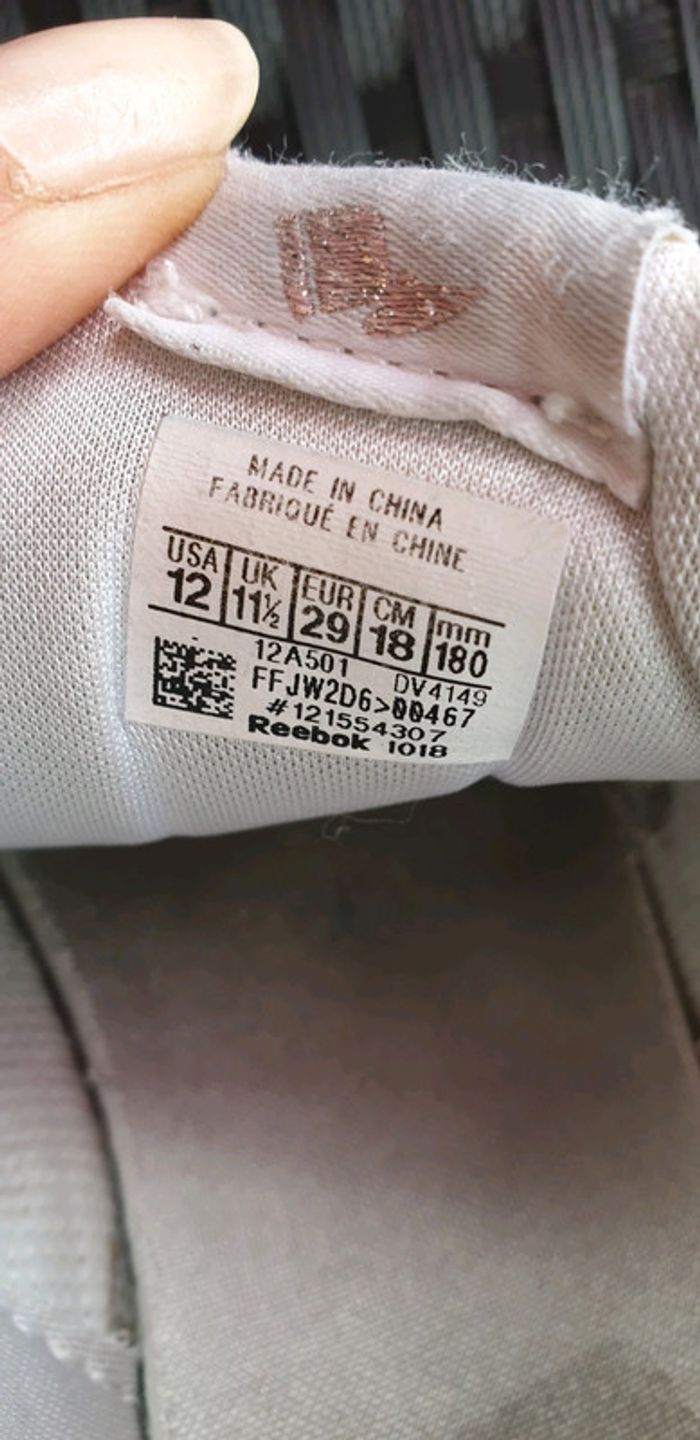 MADE IN CHINA
FABRIQUÉ EN CHINE
USA UK EUR CM mm
12 11½ 29 18 180
12A501 DV4149
FFJW2D6>00467
#121554307
Reebok 1018